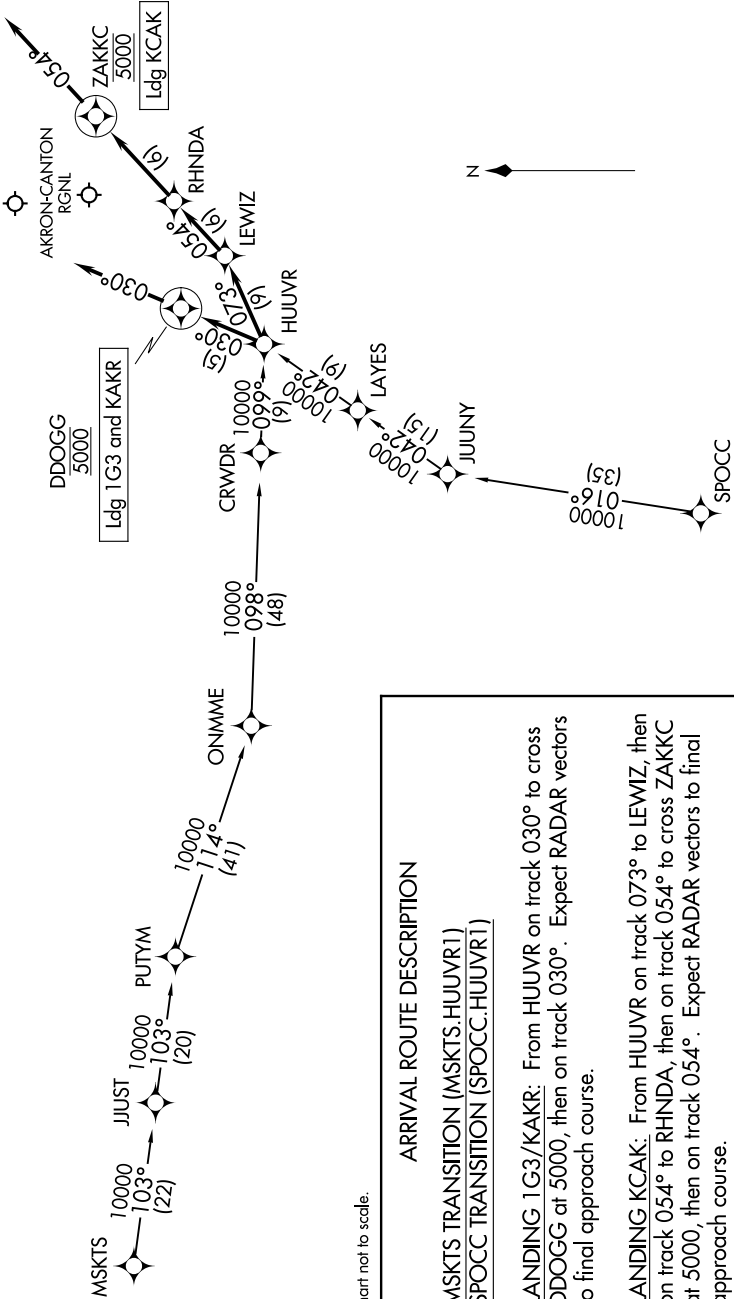 MSKTS
10000
103°
(22)
JJUST
10000
103°
(20)
PUTYM
10000
114°
(41)
ONMME
10000
098°
(48)
CRWDR
10000
099°
(9)
HUUVR
SPOCC
10000
016°
(35)
JUUNY
10000
042°
(15)
LAYES
10000
042°
(9)
030°
(5)
DDOGG
5000
Ldg 1G3 and KAKR
030°
073°
(9)
LEWIZ
054°
(6)
RHNDA
(6)
ZAKKC
5000
Ldg KCAK
054°
AKRON-CANTON
RGNL
N
hart not to scale.
ARRIVAL ROUTE DESCRIPTION
MSKTS TRANSITION (MSKTS.HUUVR1)
SPOCC TRANSITION (SPOCC.HUUVR1)
ANDING 1G3/KAKR: From HUUVR on track 030° to cross
DDOGG at 5000, then on track 030°. Expect RADAR vectors
o final approach course.
ANDING KCAK: From HUUVR on track 073° to LEWIZ, then
on track 054° to RHNDA, then on track 054° to cross ZAKKC
at 5000, then on track 054°. Expect RADAR vectors to final
approach course.